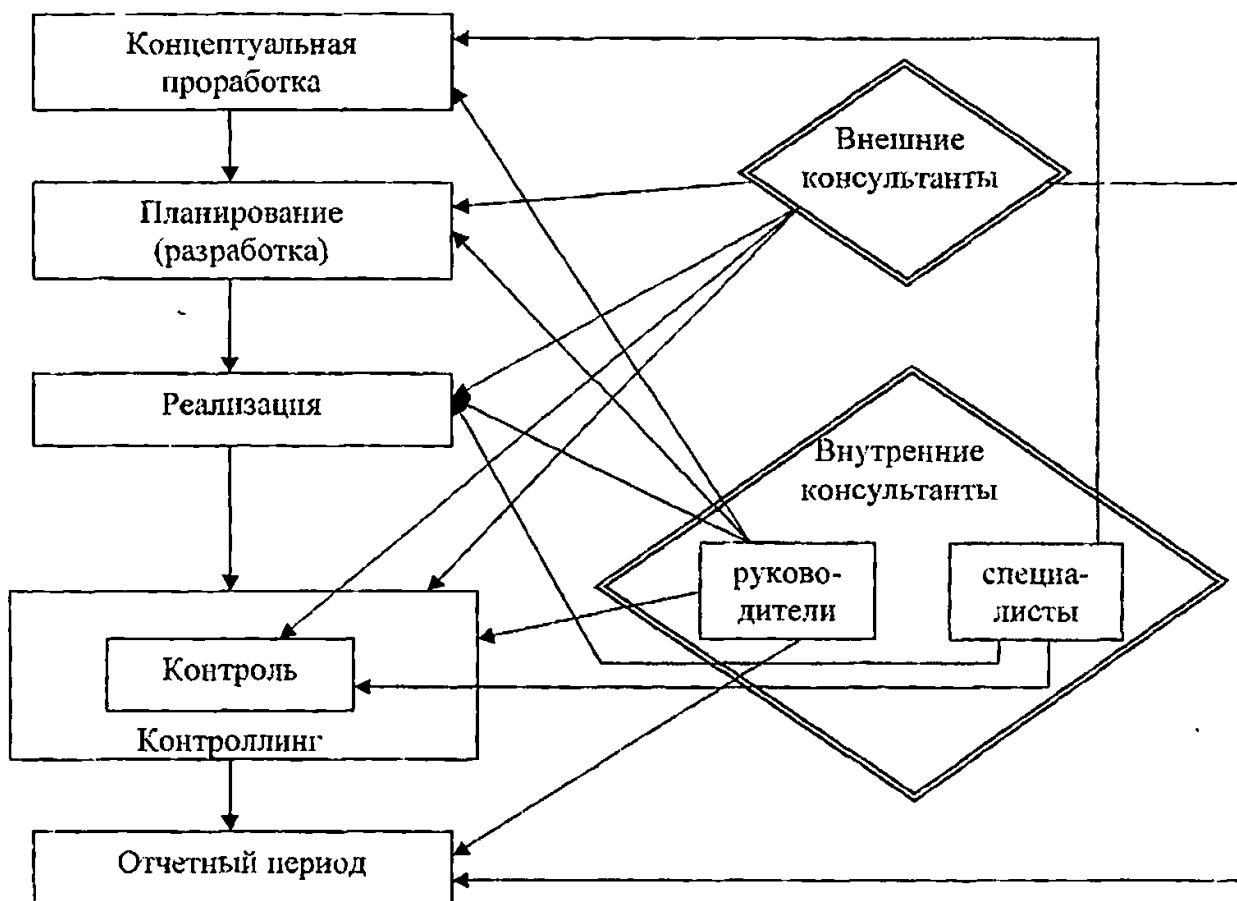 Концептуальная
проработка
Планирование
(разработка)
Реализация
Контроль
Контроллинг
Отчетный период
Внешние
консультанты
Внутренние
консультанты
руково-
дители
специа-
листы